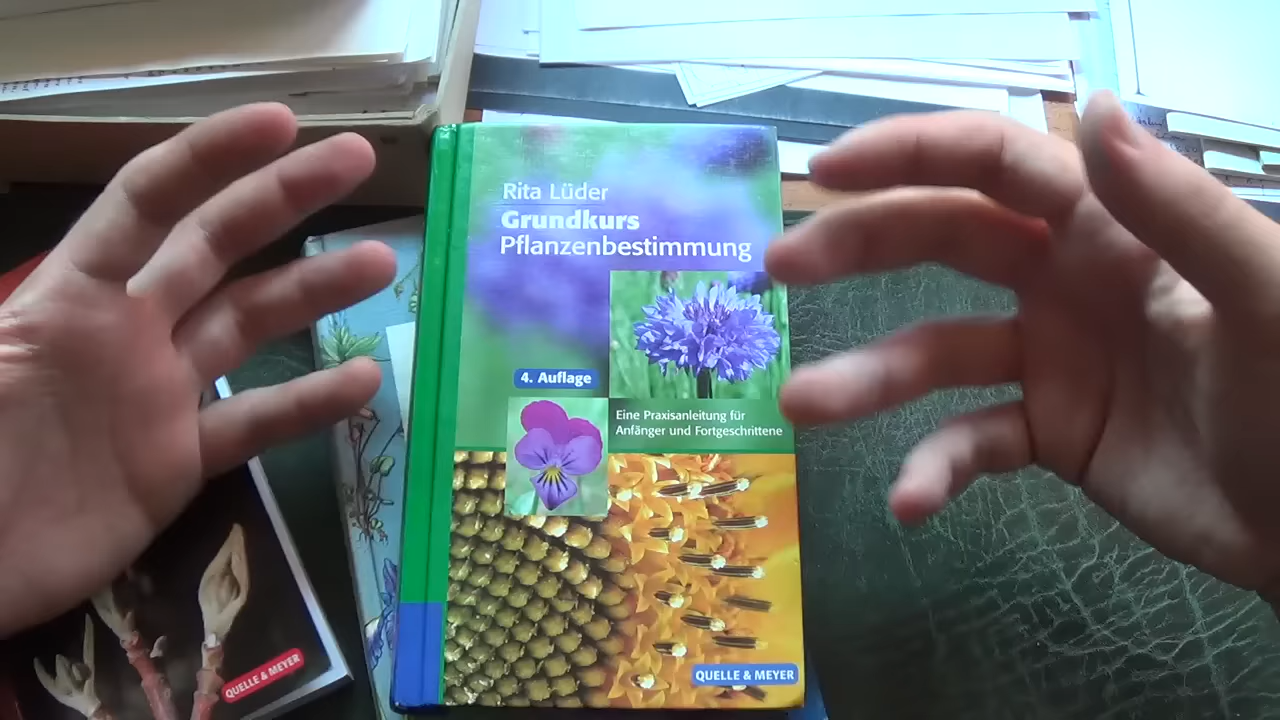 Rita Lüder
Grundkurs
Pflanzenbestimmung
4. Auflage
Eine Praxisanleitung für
Anfänger und Fortgeschrittene
QUELLE & MEYER
QUELLE & MEYER